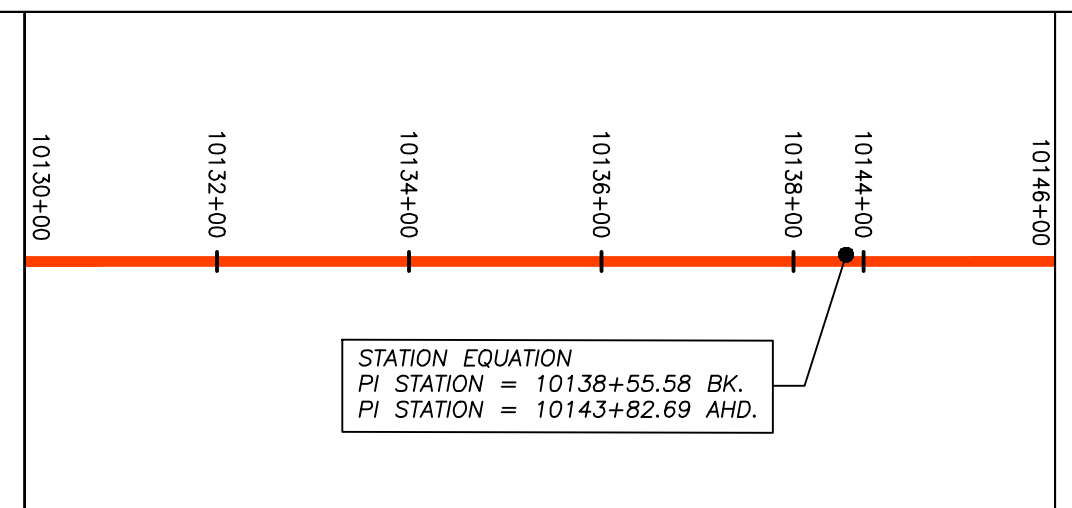 10130+00
10132+00
10134+00
10136+00
10138+00
10144+00
10146+00
STATION EQUATION
PI STATION = 10138+55.58 BK.
PI STATION = 10143+82.69 AHD.